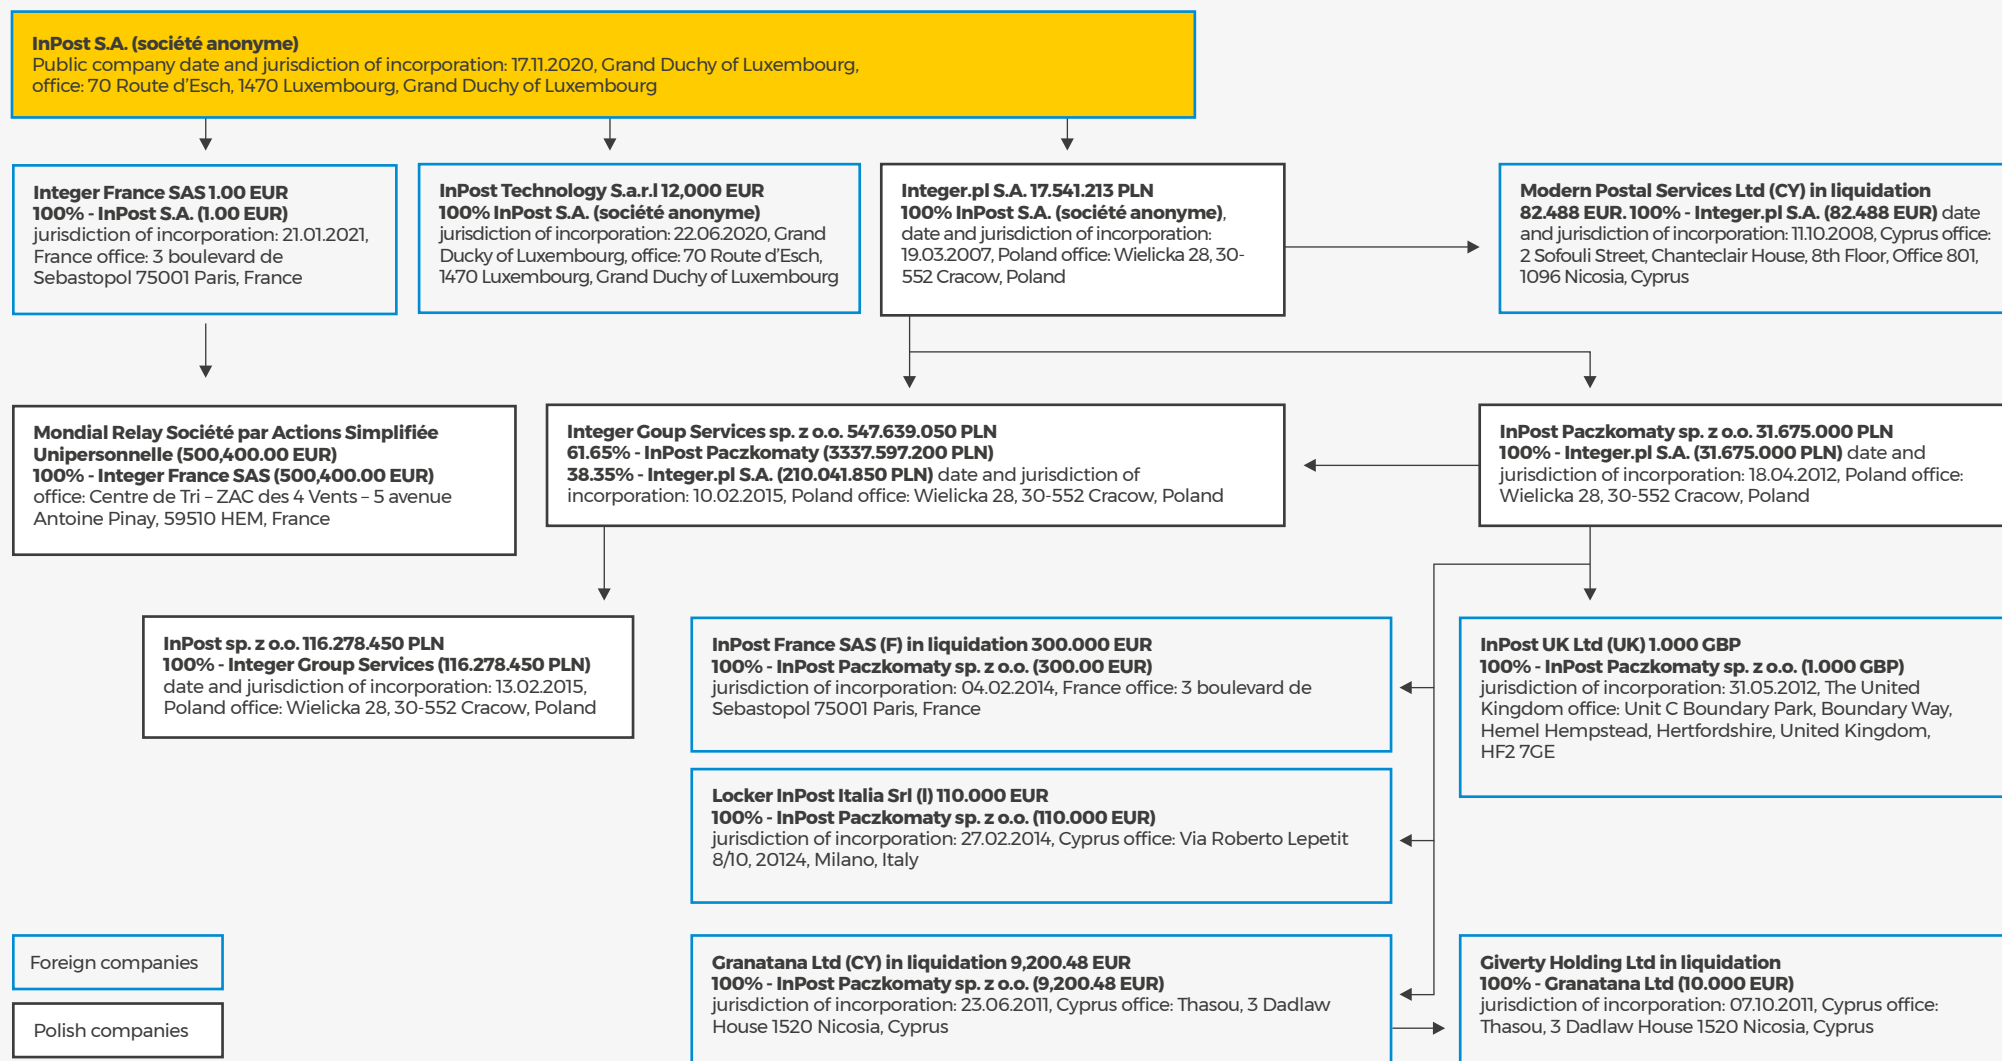 InPost S.A. (société anonyme)
Public company date and jurisdiction of incorporation: 17.11.2020, Grand Duchy of Luxembourg,
office: 70 Route d'Esch, 1470 Luxembourg, Grand Duchy of Luxembourg
Integer France SAS 1.00 EUR
100% - InPost S.A. (1.00 EUR)
jurisdiction of incorporation: 21.01.2021,
France office: 3 boulevard de
Sebastopol 75001 Paris, France
InPost Technology S.a.r.l 12,000 EUR
100% InPost S.A. (société anonyme)
jurisdiction of incorporation: 22.06.2020, Grand
Ducky of Luxembourg, office: 70 Route d'Esch,
1470 Luxembourg, Grand Duchy of Luxembourg
Integer.pl S.A. 17.541.213 PLN
100% InPost S.A. (société anonyme),
date and jurisdiction of incorporation:
19.03.2007, Poland office: Wielicka 28, 30-
552 Cracow, Poland
Modern Postal Services Ltd (CY) in liquidation
82.488 EUR. 100% - Integer.pl S.A. (82.488 EUR) date
and jurisdiction of incorporation: 11.10.2008, Cyprus office:
2 Sofouli Street, Chanteclair House, 8th Floor, Office 801,
1096 Nicosia, Cyprus
Mondial Relay Société par Actions Simplifiée
Unipersonnelle (500,400.00 EUR)
100% - Integer France SAS (500,400.00 EUR)
office: Centre de Tri – ZAC des 4 Vents – 5 avenue
Antoine Pinay, 59510 HEM, France
Integer Goup Services sp. z o.o. 547.639.050 PLN
61.65% - InPost Paczkomaty (3337.597.200 PLN)
38.35% - Integer.pl S.A. (210.041.850 PLN) date and jurisdiction of
incorporation: 10.02.2015, Poland office: Wielicka 28, 30-552 Cracow, Poland
InPost Paczkomaty sp. z o.o. 31.675.000 PLN
100% - Integer.pl S.A. (31.675.000 PLN) date and
jurisdiction of incorporation: 18.04.2012, Poland office:
Wielicka 28, 30-552 Cracow, Poland
InPost sp. z o.o. 116.278.450 PLN
100% - Integer Group Services (116.278.450 PLN)
date and jurisdiction of incorporation: 13.02.2015,
Poland office: Wielicka 28, 30-552 Cracow, Poland
InPost France SAS (F) in liquidation 300.000 EUR
100% - InPost Paczkomaty sp. z o.o. (300.00 EUR)
jurisdiction of incorporation: 04.02.2014, France office: 3 boulevard de
Sebastopol 75001 Paris, France
InPost UK Ltd (UK) 1.000 GBP
100% - InPost Paczkomaty sp. z o.o. (1.000 GBP)
jurisdiction of incorporation: 31.05.2012, The United
Kingdom office: Unit C Boundary Park, Boundary Way,
Hemel Hempstead, Hertfordshire, United Kingdom,
HF2 7GE
Locker InPost Italia Srl (I) 110.000 EUR
100% - InPost Paczkomaty sp. z o.o. (110.000 EUR)
jurisdiction of incorporation: 27.02.2014, Cyprus office: Via Roberto Lepetit
8/10, 20124, Milano, Italy
Foreign companies
Polish companies
Granatana Ltd (CY) in liquidation 9,200.48 EUR
100% - InPost Paczkomaty sp. z o.o. (9,200.48 EUR)
jurisdiction of incorporation: 23.06.2011, Cyprus office: Thasou, 3 Dadlaw
House 1520 Nicosia, Cyprus
Giverty Holding Ltd in liquidation
100% - Granatana Ltd (10.000 EUR)
jurisdiction of incorporation: 07.10.2011, Cyprus office:
Thasou, 3 Dadlaw House 1520 Nicosia, Cyprus